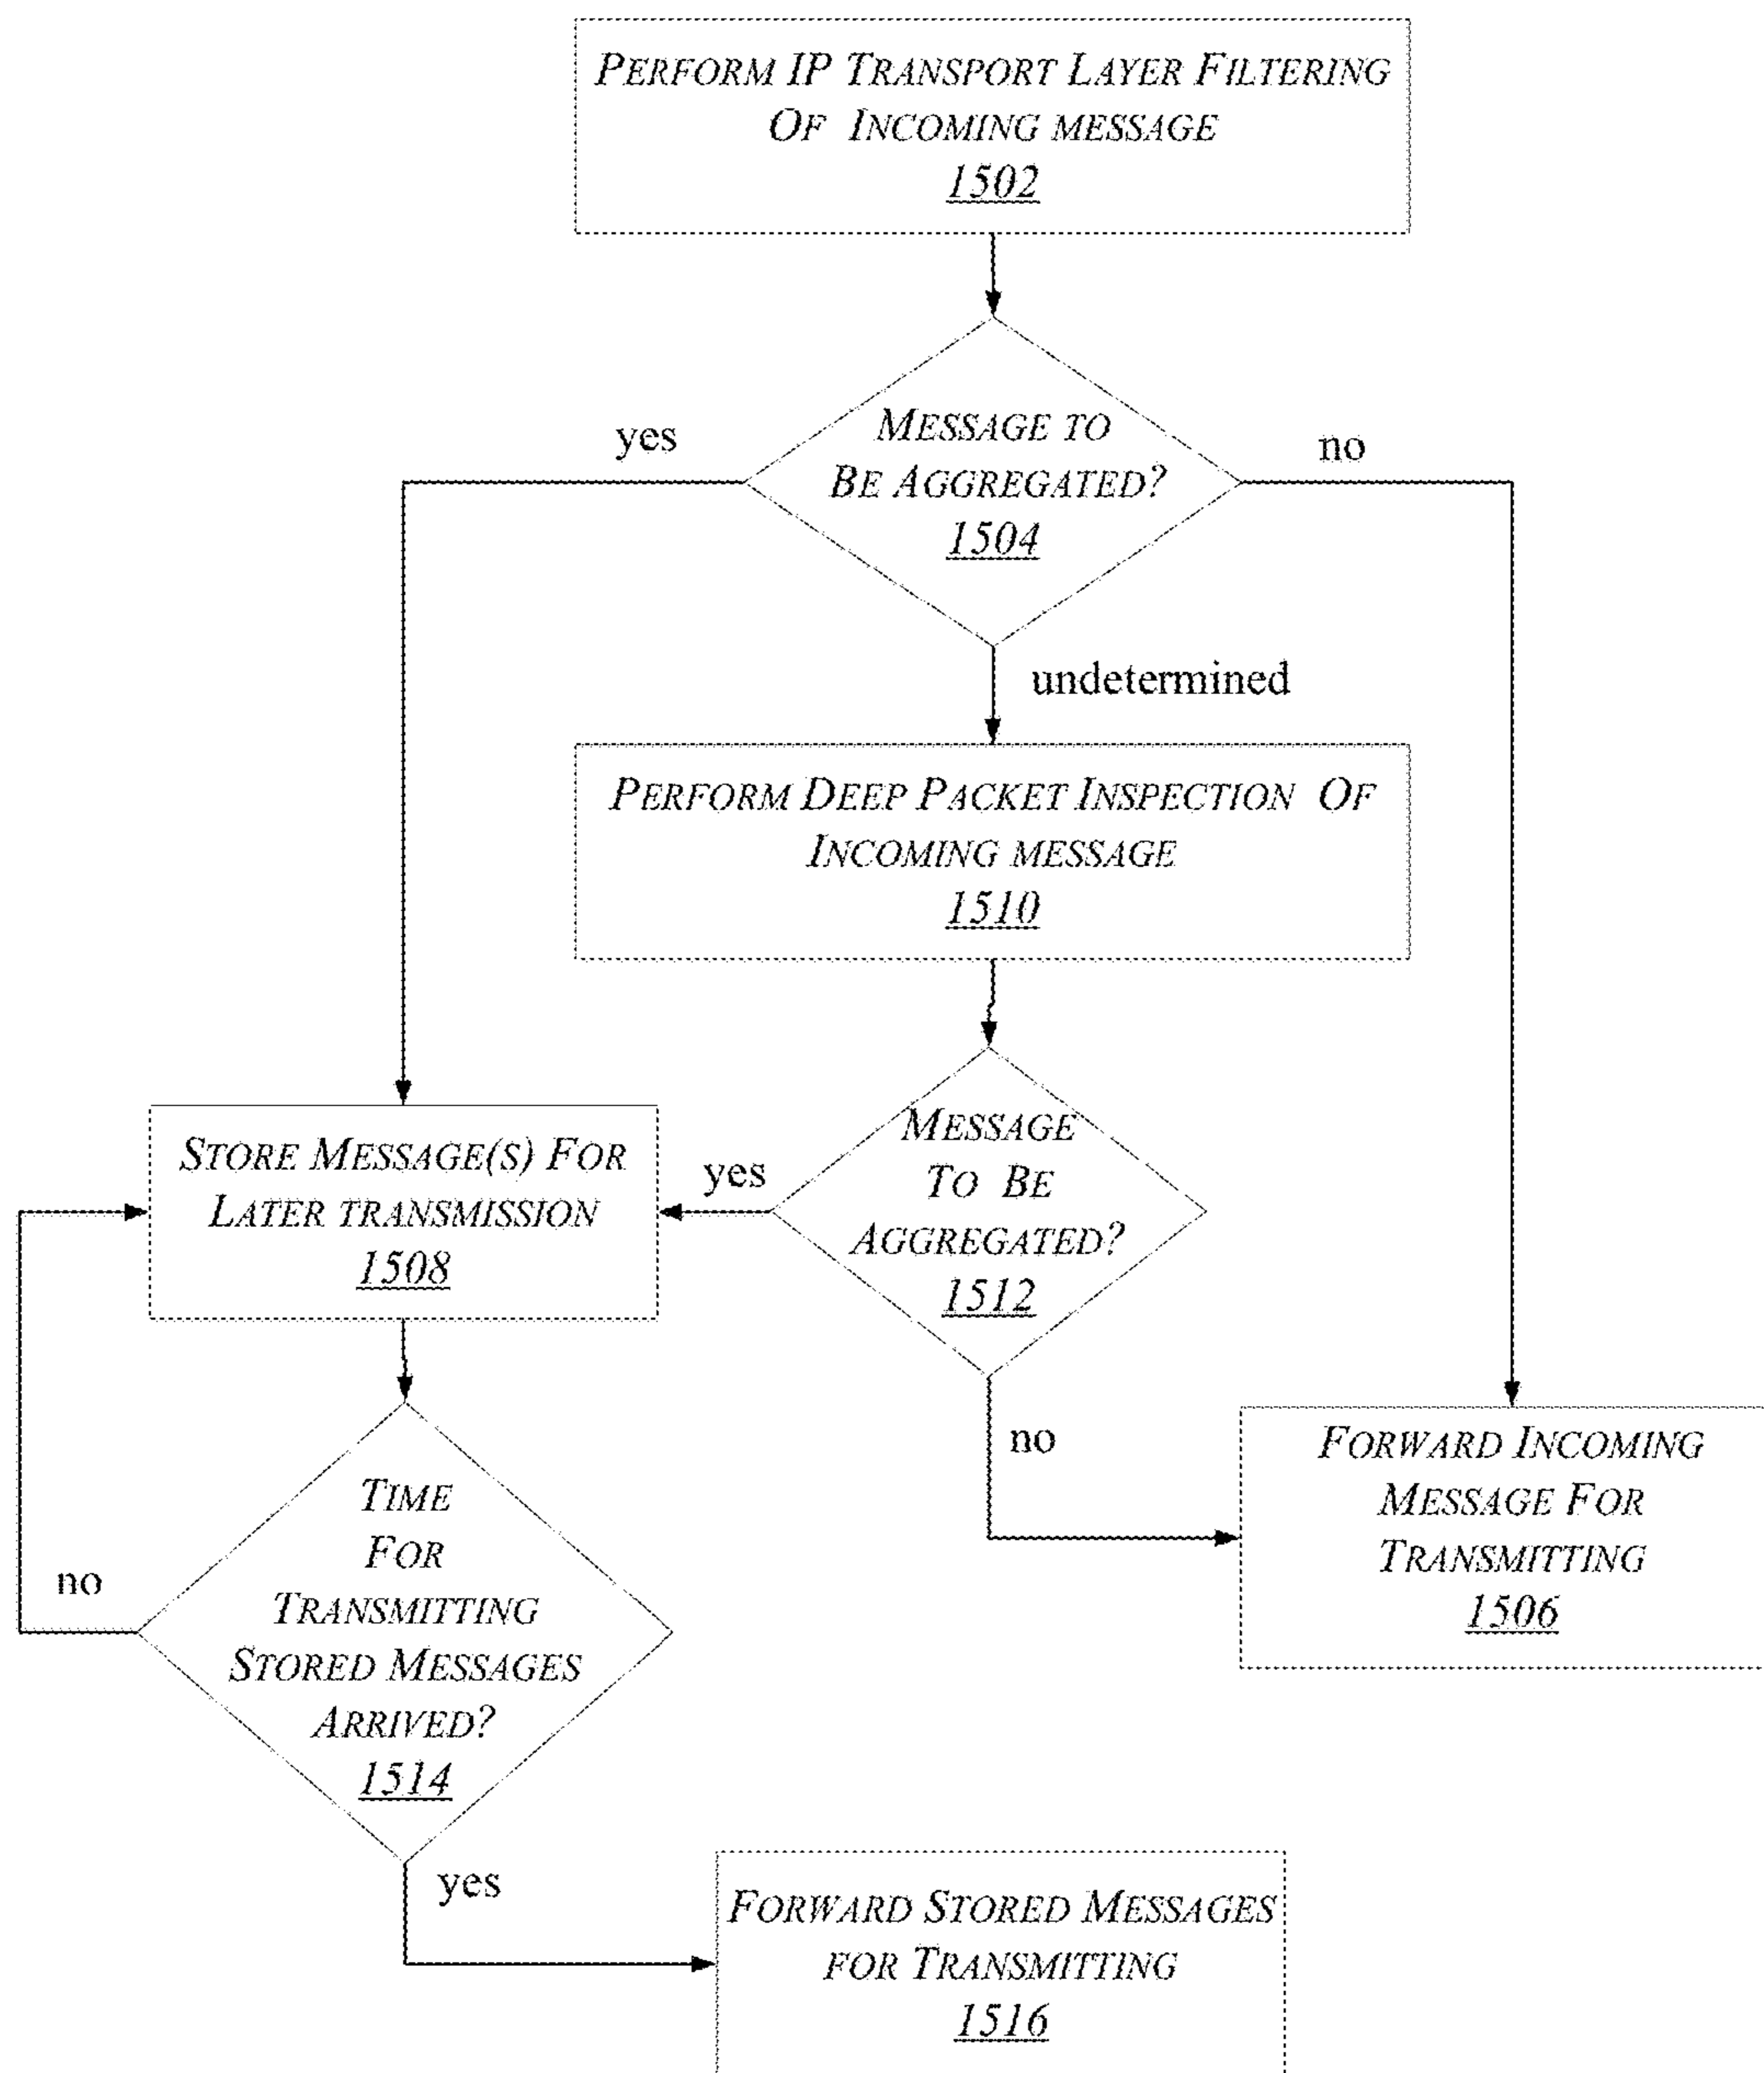 PERFORM IP TRANSPORT LAYER FILTERING
OF INCOMING MESSAGE
1502
MESSAGE TO
BE AGGREGATED?
1504
yes
no
undetermined
PERFORM DEEP PACKET INSPECTION OF
INCOMING MESSAGE
1510
STORE MESSAGE(S) FOR
LATER TRANSMISSION
1508
yes
MESSAGE
TO BE
AGGREGATED?
1512
no
FORWARD INCOMING
MESSAGE FOR
TRANSMITTING
1506
TIME
FOR
TRANSMITTING
STORED MESSAGES
ARRIVED?
1514
no
yes
FORWARD STORED MESSAGES
FOR TRANSMITTING
1516